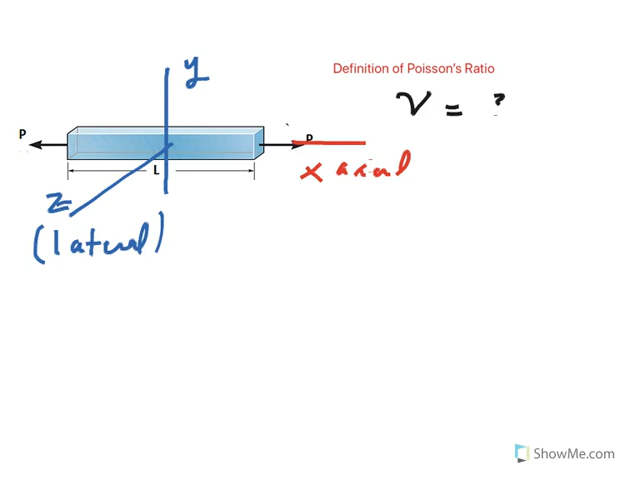 y
Definition of Poisson's Ratio
ν = ?
P
P
L
x axial
z
(lateral)
ShowMe.com